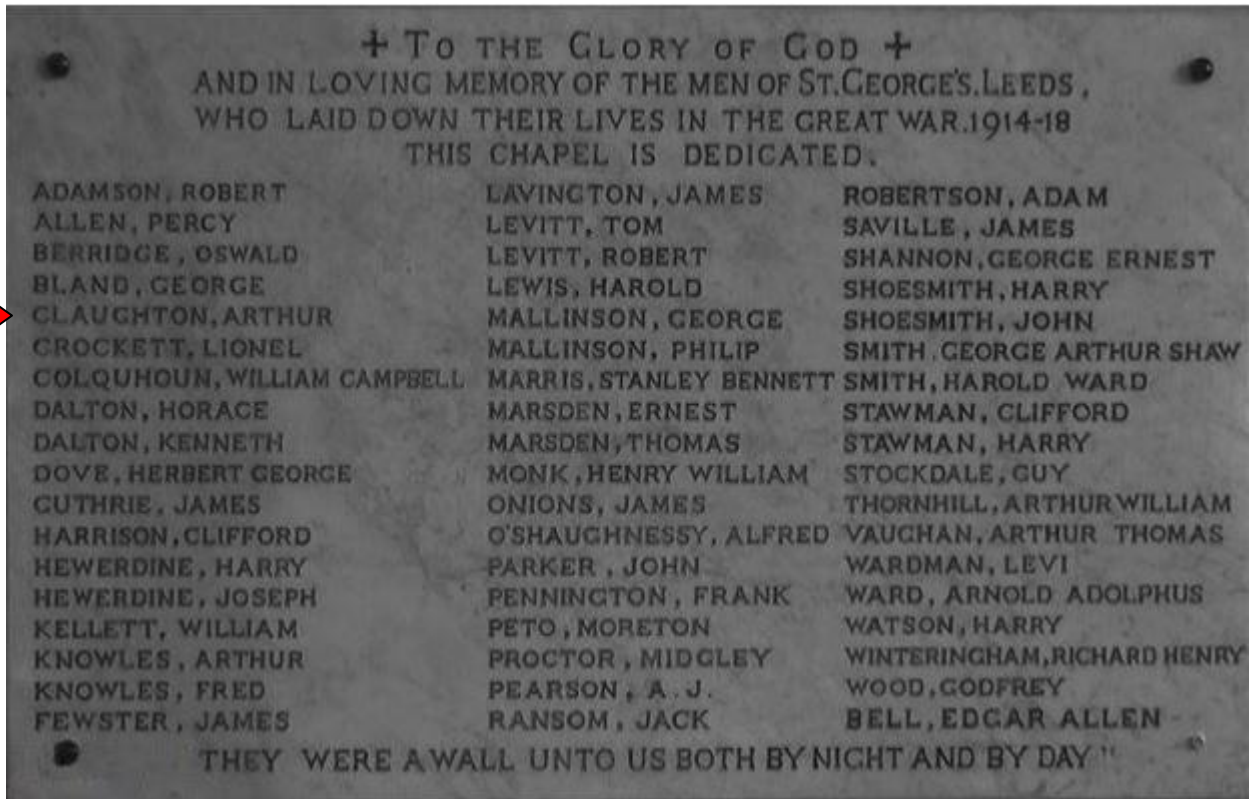 + TO THE GLORY OF GOD +
AND IN LOVING MEMORY OF THE MEN OF ST. GEORGE'S. LEEDS,
WHO LAID DOWN THEIR LIVES IN THE GREAT WAR. 1914-18
THIS CHAPEL IS DEDICATED.
ADAMSON, ROBERT
ALLEN, PERCY
BERRIDGE, OSWALD
BLAND, GEORGE
CLAUGHTON, ARTHUR
CROCKETT, LIONEL
COLQUHOUN, WILLIAM CAMPBELL
DALTON, HORACE
DALTON, KENNETH
DOVE, HERBERT GEORGE
GUTHRIE, JAMES
HARRISON, CLIFFORD
HEWERDINE, HARRY
HEWERDINE, JOSEPH
KELLETT, WILLIAM
KNOWLES, ARTHUR
KNOWLES, FRED
FEWSTER, JAMES
LAVINGTON, JAMES
LEVITT, TOM
LEVITT, ROBERT
LEWIS, HAROLD
MALLINSON, GEORGE
MALLINSON, PHILIP
MARRIS, STANLEY BENNETT
MARSDEN, ERNEST
MARSDEN, THOMAS
MONK, HENRY WILLIAM
ONIONS, JAMES
O'SHAUGHNESSY, ALFRED
PARKER, JOHN
PENNINGTON, FRANK
PETO, MORETON
PROCTOR, MIDGLEY
PEARSON, A. J.
RANSOM, JACK
ROBERTSON, ADAM
SAVILLE, JAMES
SHANNON, GEORGE ERNEST
SHOESMITH, HARRY
SHOESMITH, JOHN
SMITH. GEORGE ARTHUR SHAW
SMITH, HAROLD WARD
STAWMAN, CLIFFORD
STAWMAN, HARRY
STOCKDALE, GUY
THORNHILL, ARTHUR WILLIAM
VAUGHAN, ARTHUR THOMAS
WARDMAN, LEVI
WARD, ARNOLD ADOLPHUS
WATSON, HARRY
WINTERINGHAM, RICHARD HENRY
WOOD, GODFREY
BELL, EDGAR ALLEN
THEY WERE A WALL UNTO US BOTH BY NIGHT AND BY DAY"